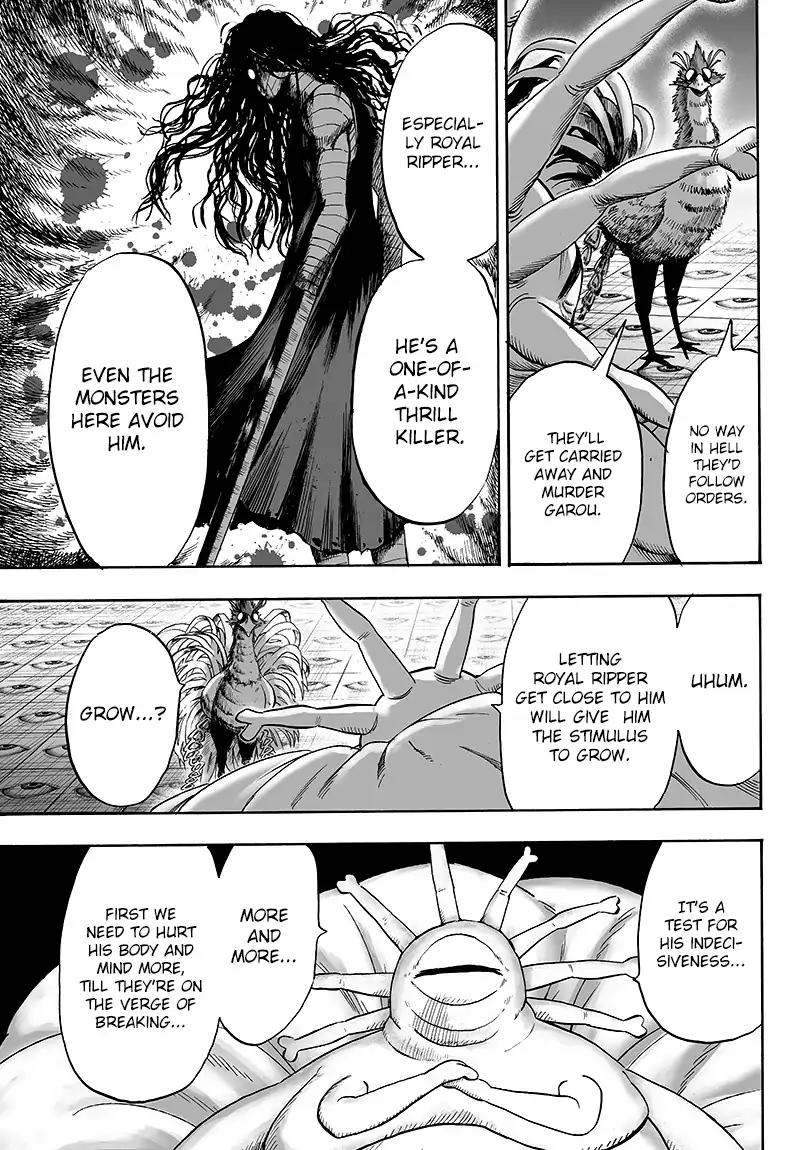 NO WAY
IN HELL
THEY'D
FOLLOW
ORDERS.
THEY'LL
GET CARRIED
AWAY AND
MURDER
GAROU.
ESPECIAL-
LY ROYAL
RIPPER...
HE'S A
ONE-OF-
A-KIND
THRILL
KILLER.
EVEN THE
MONSTERS
HERE AVOID
HIM.
UHUM.
LETTING
ROYAL RIPPER
GET CLOSE TO HIM
WILL GIVE HIM
THE STIMULUS
TO GROW.
GROW...?
IT'S A
TEST FOR
HIS INDECI-
SIVENESS...
MORE
AND
MORE...
FIRST WE
NEED TO HURT
HIS BODY AND
MIND MORE,
TILL THEY'RE ON
THE VERGE OF
BREAKING...